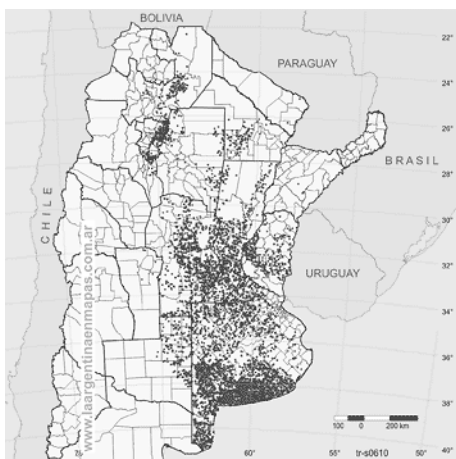 BOLIVIA
22°
PARAGUAY
24°
26°
BRASIL
28°
CHILE
30°
URUGUAY
32°
34°
www.laargentinaenmapas.com.ar
36°
38°
100 0 200 km
60° 55° tr-s0610 50° 40°